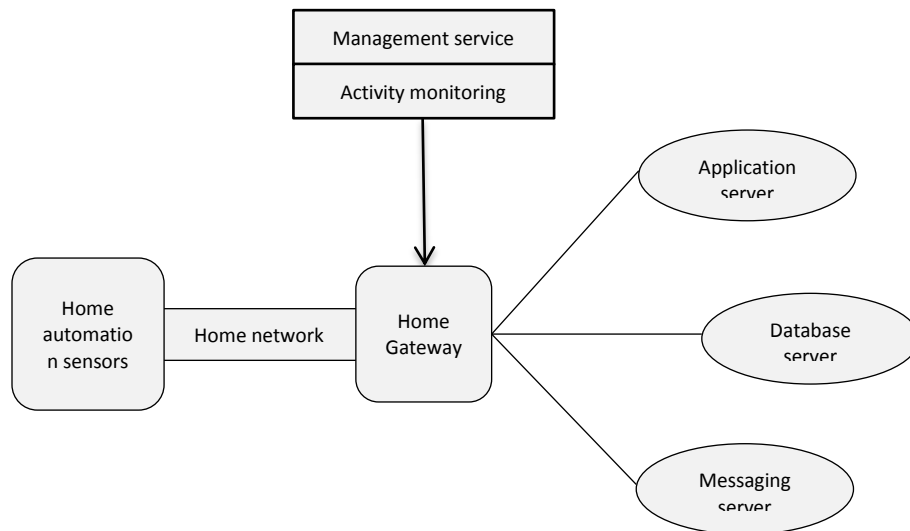 Management service
Activity monitoring
Application
server
Home
automatio
n sensors
Home network
Home
Gateway
Database
server
Messaging
server